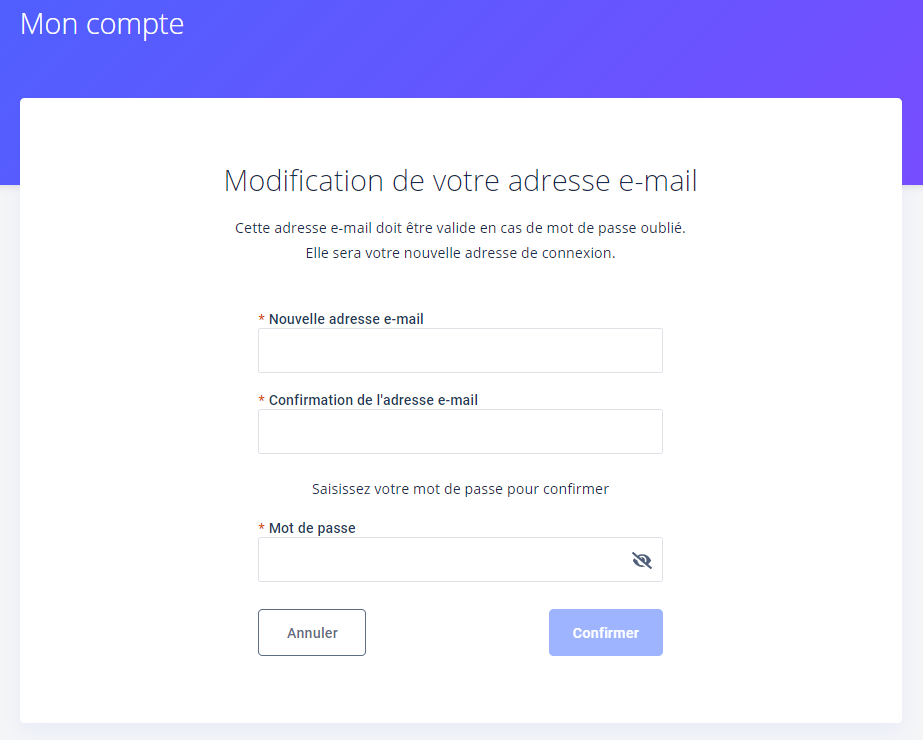 Mon compte
Modification de votre adresse e-mail
Cette adresse e-mail doit être valide en cas de mot de passe oublié.
Elle sera votre nouvelle adresse de connexion.
* Nouvelle adresse e-mail
* Confirmation de l'adresse e-mail
Saisissez votre mot de passe pour confirmer
* Mot de passe
Annuler
Confirmer